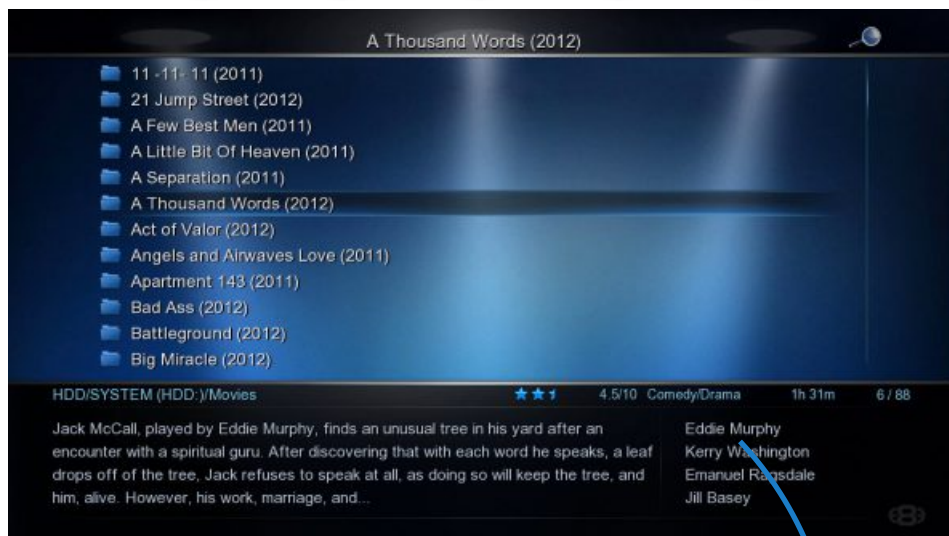 A Thousand Words (2012)
11 -11- 11 (2011)
21 Jump Street (2012)
A Few Best Men (2011)
A Little Bit Of Heaven (2011)
A Separation (2011)
A Thousand Words (2012)
Act of Valor (2012)
Angels and Airwaves Love (2011)
Apartment 143 (2011)
Bad Ass (2012)
Battleground (2012)
Big Miracle (2012)
HDD/SYSTEM (HDD:)/Movies 4.5/10 Comedy/Drama 1h 31m 6 / 88
Jack McCall, played by Eddie Murphy, finds an unusual tree in his yard after an
encounter with a spiritual guru. After discovering that with each word he speaks, a leaf
drops off of the tree, Jack refuses to speak at all, as doing so will keep the tree, and
him, alive. However, his work, marriage, and...
Eddie Murphy
Kerry Washington
Emanuel Ragsdale
Jill Basey